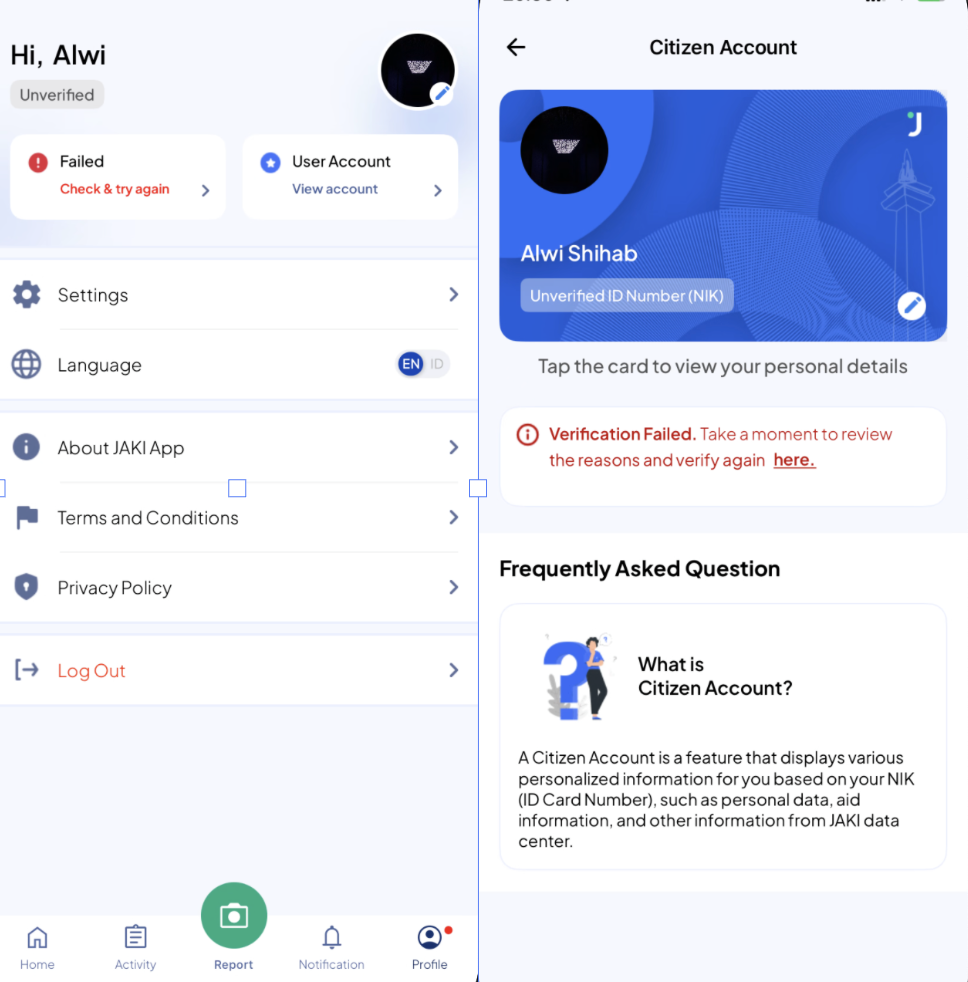 Hi, Alwi
Unverified
Failed
Check & try again
User Account
View account
Settings
Language
EN ID
About JAKI App
Terms and Conditions
Privacy Policy
Log Out
Home
Activity
Report
Notification
Profile
Citizen Account
Alwi Shihab
Unverified ID Number (NIK)
Tap the card to view your personal details
Verification Failed. Take a moment to review
the reasons and verify again here.
Frequently Asked Question
What is
Citizen Account?
A Citizen Account is a feature that displays various
personalized information for you based on your NIK
(ID Card Number), such as personal data, aid
information, and other information from JAKI data
center.